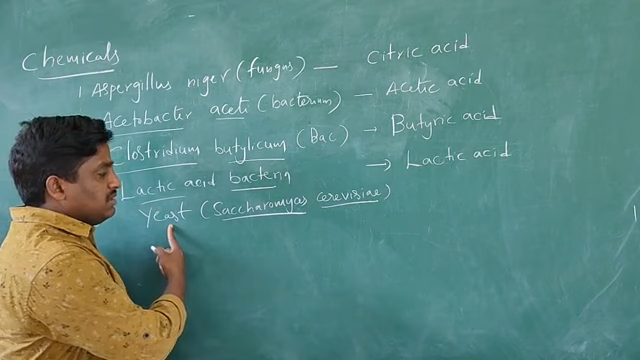 Chemicals
1 Aspergillus niger (fungus) — Citric acid
Acetobacter aceti (bacterium) — Acetic acid
Clostridium butylicum (Bac) → Butyric acid
Lactic acid bacteria → Lactic acid
Yeast (Saccharomyces cerevisiae)